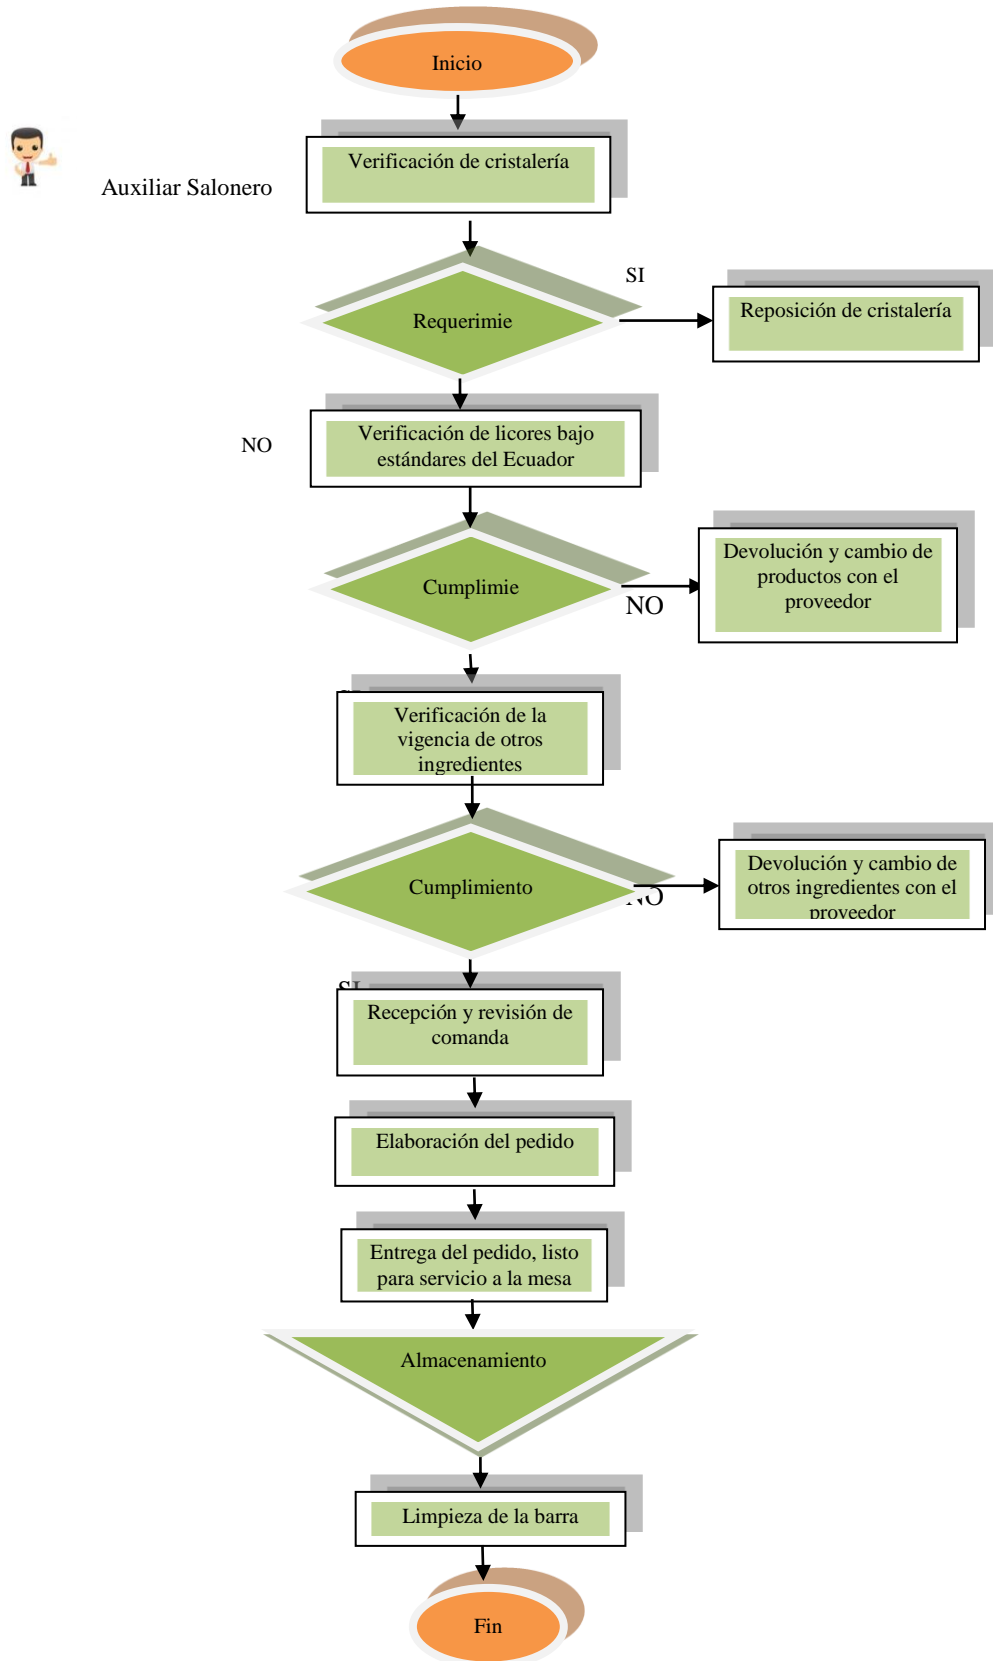 Inicio
Verificación de cristalería
Auxiliar Salonero
SI
Requerimie
Reposición de cristalería
NO
Verificación de licores bajo
estándares del Ecuador
Cumplimie
NO
Devolución y cambio de
productos con el
proveedor
Verificación de la
vigencia de otros
ingredientes
Cumplimiento
NO
Devolución y cambio de
otros ingredientes con el
proveedor
SI
Recepción y revisión de
comanda
Elaboración del pedido
Entrega del pedido, listo
para servicio a la mesa
Almacenamiento
Limpieza de la barra
Fin